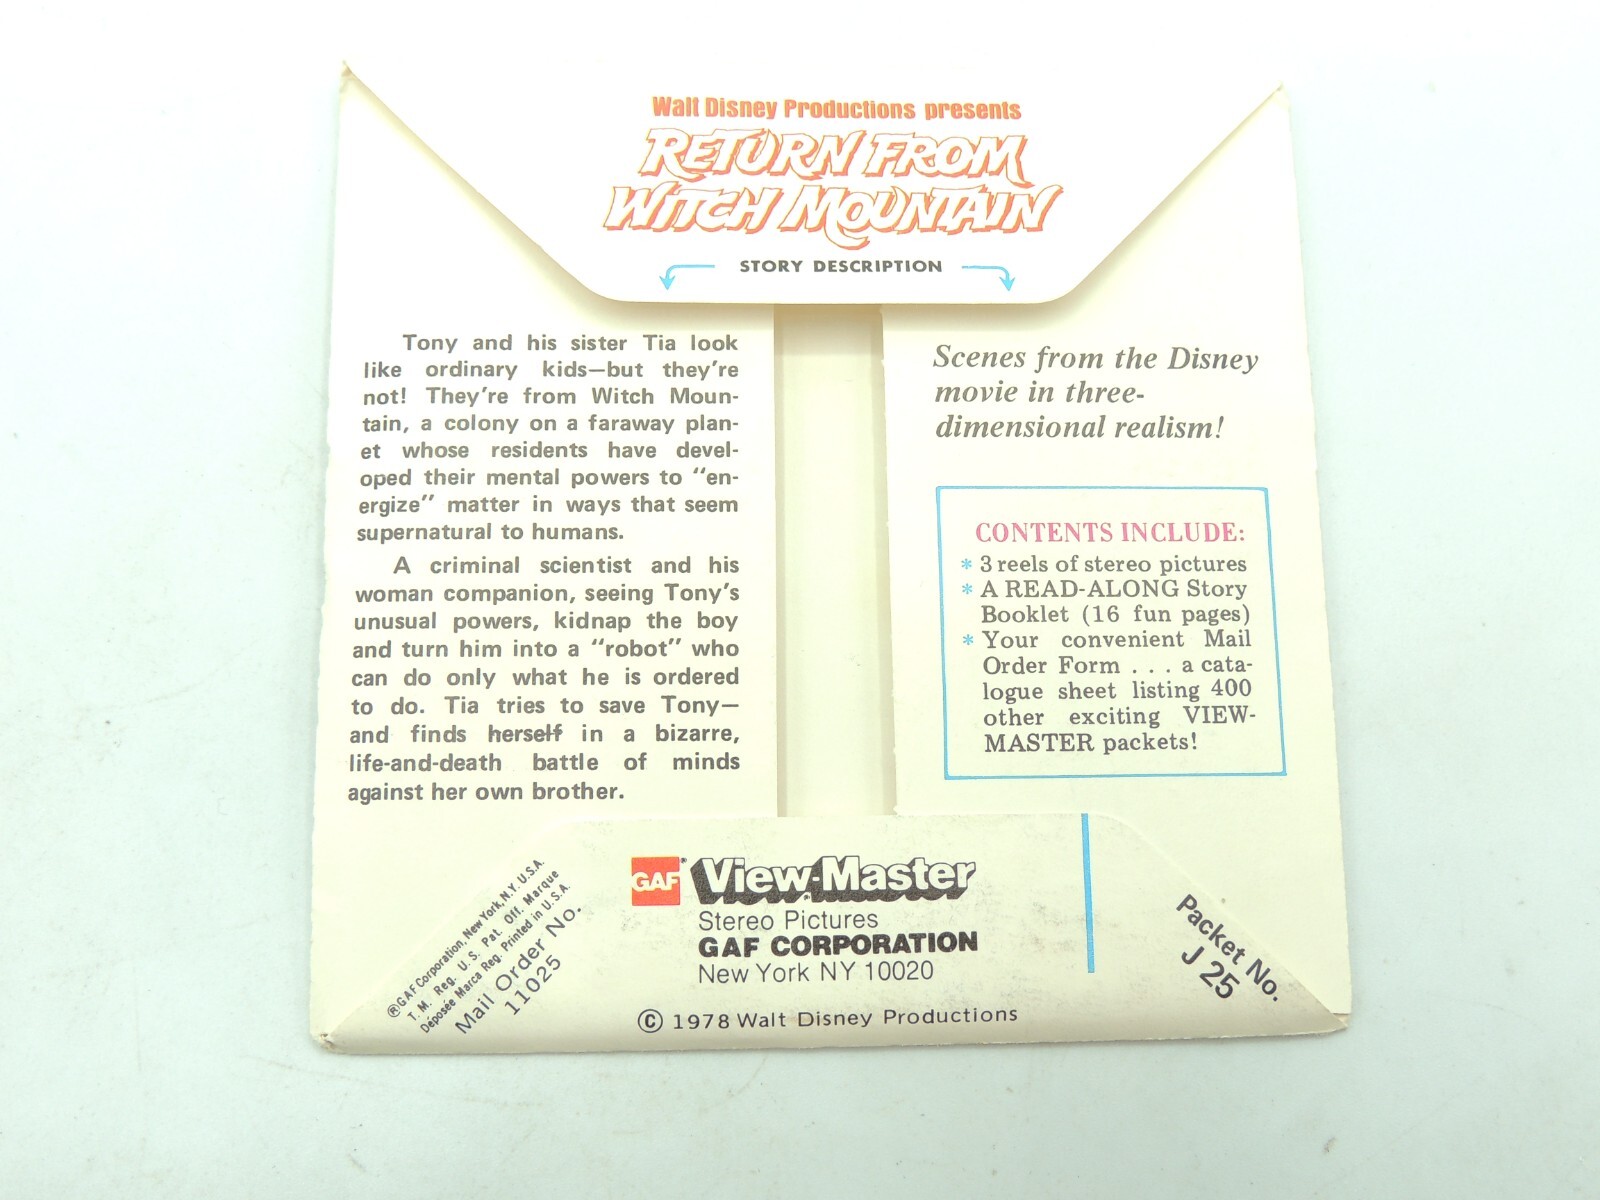 Walt Disney Productions presents
RETURN FROM
WITCH MOUNTAIN
STORY DESCRIPTION
Tony and his sister Tia look
like ordinary kids—but they're
not! They're from Witch Moun-
tain, a colony on a faraway plan-
et whose residents have devel-
oped their mental powers to "en-
ergize" matter in ways that seem
supernatural to humans.
A criminal scientist and his
woman companion, seeing Tony's
unusual powers, kidnap the boy
and turn him into a "robot" who
can do only what he is ordered
to do. Tia tries to save Tony—
and finds herself in a bizarre,
life-and-death battle of minds
against her own brother.
Scenes from the Disney
movie in three-
dimensional realism!
CONTENTS INCLUDE:
* 3 reels of stereo pictures
* A READ-ALONG Story
Booklet (16 fun pages)
* Your convenient Mail
Order Form . . . a cata-
logue sheet listing 400
other exciting VIEW-
MASTER packets!
®GAF Corporation, New York, N.Y. U.S.A.
T. M. Reg. U.S. Pat. Off. Marque
Déposée Marca Reg. Printed in U.S.A.
Mail Order No.
11025
GAF® View-Master
Stereo Pictures
GAF CORPORATION
New York NY 10020
© 1978 Walt Disney Productions
Packet No.
J 25